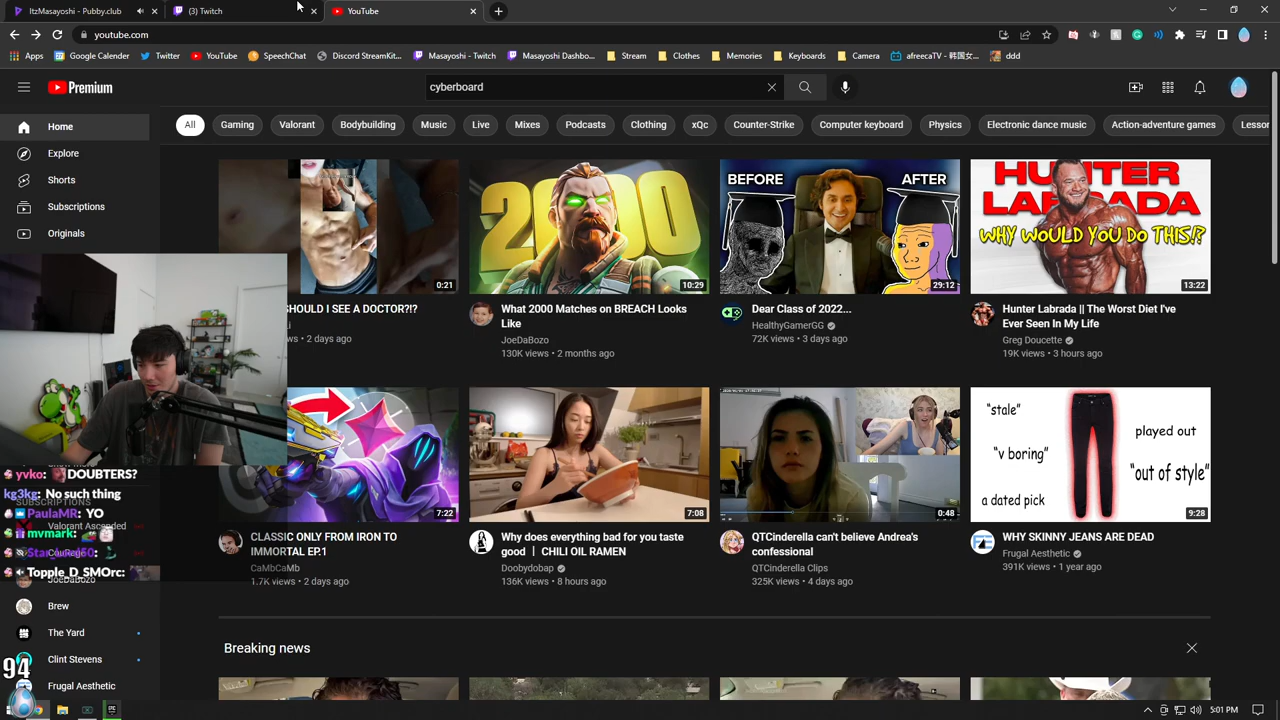 ItzMasayoshi - Pubby.club
(3) Twitch
YouTube
youtube.com
Apps
Google Calendar
Twitter
YouTube
SpeechChat
Discord StreamKit...
Masayoshi - Twitch
Masayoshi Dashbo...
Stream
Clothes
Memories
Keyboards
Camera
afreecaTV - 韩国女...
ddd
Premium
cyberboard
All
Gaming
Valorant
Bodybuilding
Music
Live
Mixes
Podcasts
Clothing
xQc
Counter-Strike
Computer keyboard
Physics
Electronic dance music
Action-adventure games
Lesson
Home
Explore
Shorts
Subscriptions
Originals
0:21
2000
10:29
BEFORE
AFTER
29:12
HUNTER
LABRADA
WHY WOULD YOU DO THIS!?
13:22
SHOULD I SEE A DOCTOR?!?
2 days ago
What 2000 Matches on BREACH Looks
Like
JoeDaBozo
130K views • 2 months ago
Dear Class of 2022...
HealthyGamerGG
72K views • 3 days ago
Hunter Labrada || The Worst Diet I've
Ever Seen In My Life
Greg Doucette
19K views • 3 hours ago
7:22
7:08
0:48
"stale"
played out
"v boring"
"out of style"
a dated pick
9:28
CLASSIC ONLY FROM IRON TO
IMMORTAL EP.1
CaMbCaMb
1.7K views • 2 days ago
Why does everything bad for you taste
good | CHILI OIL RAMEN
Doobydobap
136K views • 8 hours ago
QTCinderella can't believe Andrea's
confessional
QTCinderella Clips
325K views • 4 days ago
WHY SKINNY JEANS ARE DEAD
Frugal Aesthetic
391K views • 1 year ago
yvko: DOUBTERS?
kg3kg: No such thing
SUBSCRIPTIONS
PaulaMR: YO
Valorant Ascended
mvmark:
Topple_D_SMOrc:
JoeDaBozo
Brew
The Yard
Clint Stevens
Frugal Aesthetic
94
Breaking news
5:01 PM